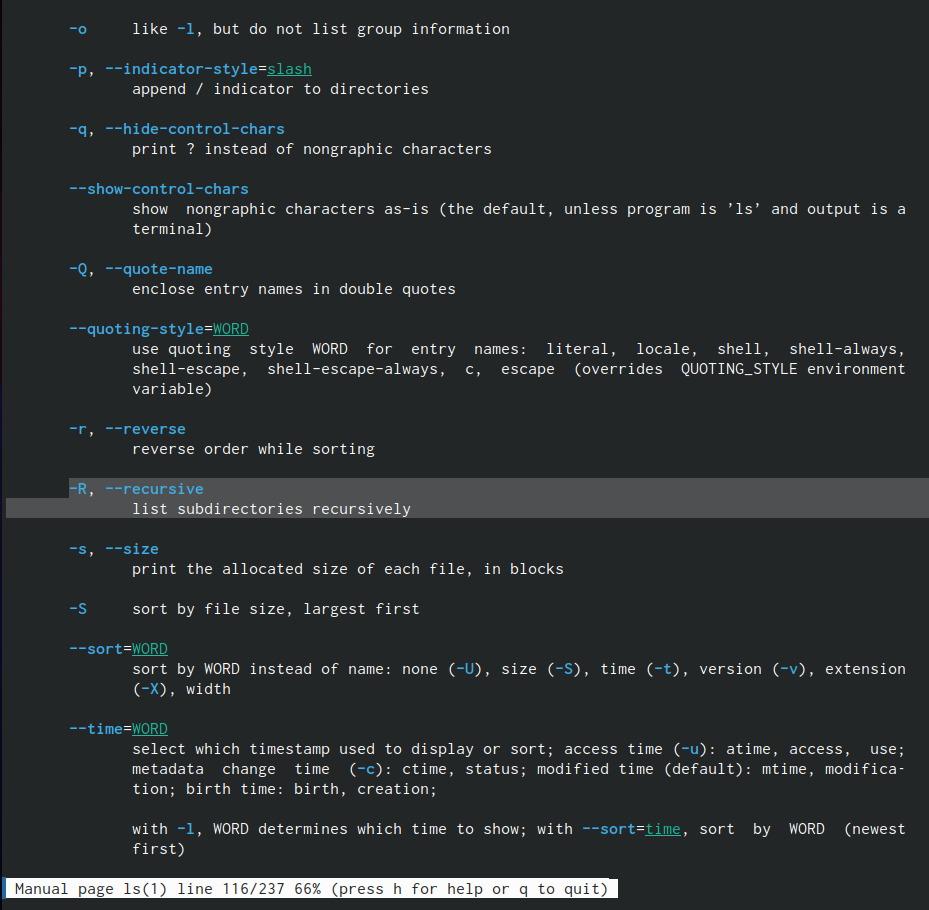 -o     like -l, but do not list group information
-p, --indicator-style=slash
append / indicator to directories
-q, --hide-control-chars
print ? instead of nongraphic characters
--show-control-chars
show  nongraphic characters as-is (the default, unless program is ’ls’ and output is a
terminal)
-Q, --quote-name
enclose entry names in double quotes
--quoting-style=WORD
use quoting  style  WORD  for  entry  names:  literal,  locale,  shell,  shell-always,
shell-escape,  shell-escape-always,  c,  escape  (overrides  QUOTING_STYLE environment
variable)
-r, --reverse
reverse order while sorting
-R, --recursive
list subdirectories recursively
-s, --size
print the allocated size of each file, in blocks
-S     sort by file size, largest first
--sort=WORD
sort by WORD instead of name: none (-U), size (-S), time (-t), version (-v), extension
(-X), width
--time=WORD
select which timestamp used to display or sort; access time (-u): atime, access,  use;
metadata  change  time  (-c): ctime, status; modified time (default): mtime, modifica-
tion; birth time: birth, creation;
with -l, WORD determines which time to show; with --sort=time, sort  by  WORD  (newest
first)
Manual page ls(1) line 116/237 66% (press h for help or q to quit)